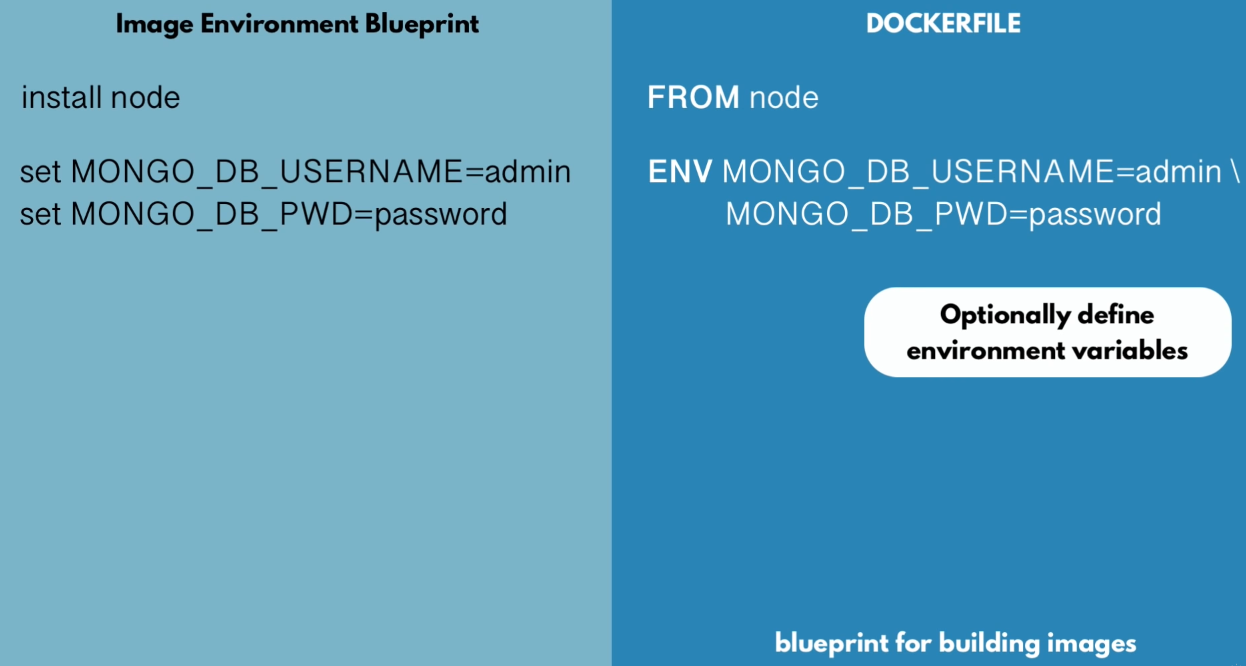 Image Environment Blueprint
install node
set MONGO_DB_USERNAME=admin
set MONGO_DB_PWD=password
DOCKERFILE
FROM node
ENV MONGO_DB_USERNAME=admin \
MONGO_DB_PWD=password
Optionally define
environment variables
blueprint for building images